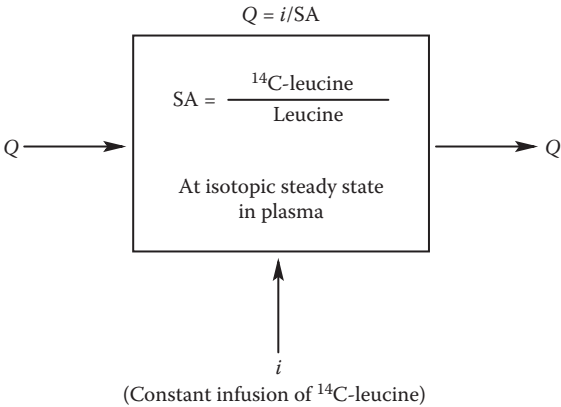 Q = i/SA
SA = ¹⁴C-leucine
Leucine
Q
Q
At isotopic steady state
in plasma
i
(Constant infusion of ¹⁴C-leucine)